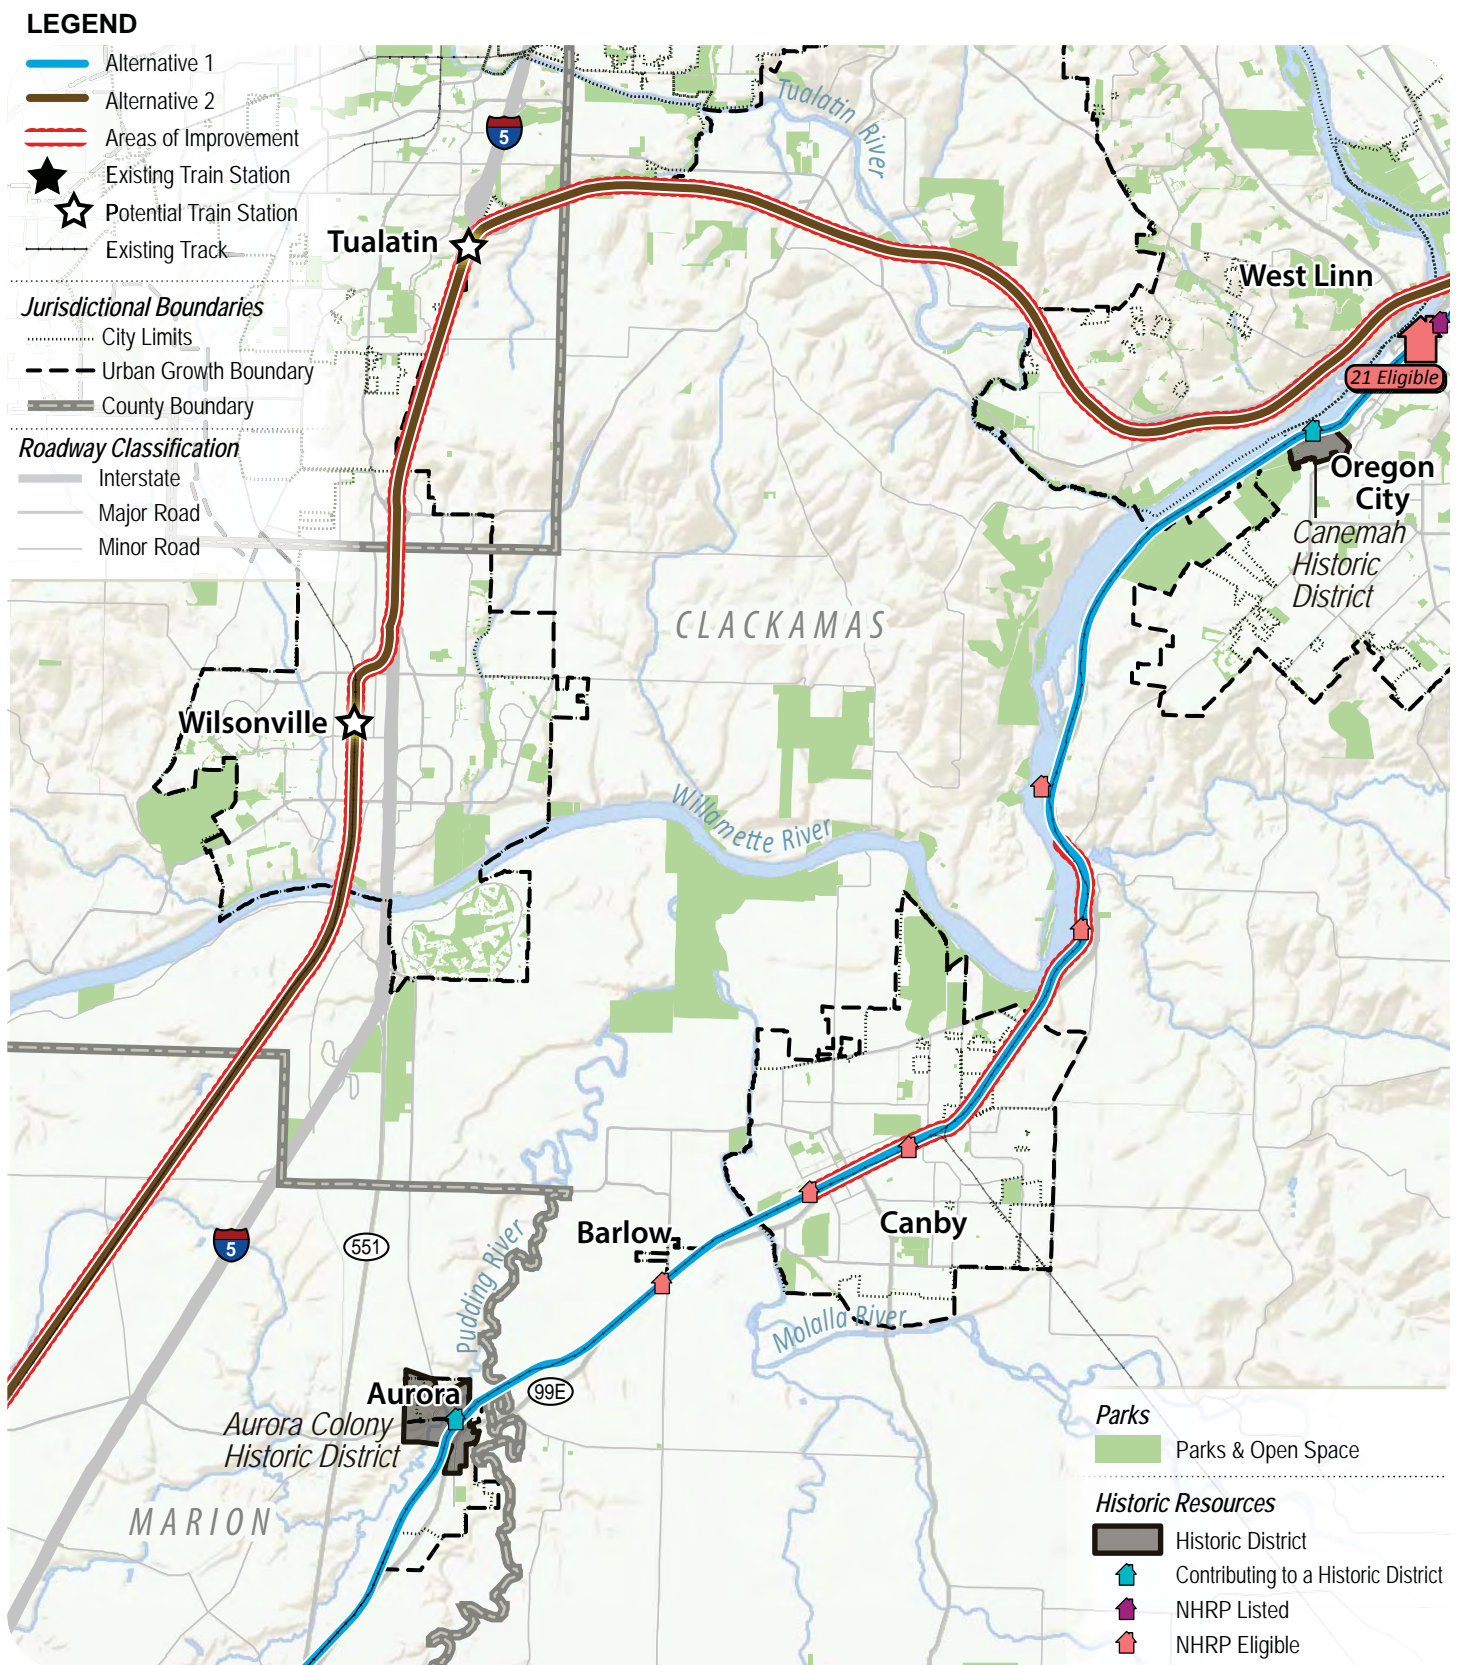 LEGEND
Alternative 1
Alternative 2
Areas of Improvement
Existing Train Station
Potential Train Station
Existing Track
Jurisdictional Boundaries
City Limits
Urban Growth Boundary
County Boundary
Roadway Classification
Interstate
Major Road
Minor Road
5
Tualatin River
Tualatin
West Linn
21 Eligible
Oregon
City
Canemah
Historic
District
CLACKAMAS
Wilsonville
Willamette River
Canby
Barlow
5
551
Pudding River
Molalla River
99E
Aurora
Aurora Colony
Historic District
MARION
Parks
Parks & Open Space
Historic Resources
Historic District
Contributing to a Historic District
NHRP Listed
NHRP Eligible